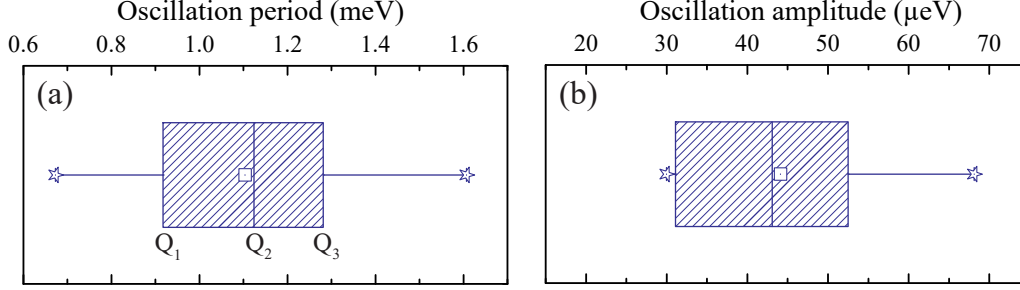 Oscillation period (meV)
0.6 0.8 1.0 1.2 1.4 1.6
(a)
Q1 Q2 Q3
Oscillation amplitude (µeV)
20 30 40 50 60 70
(b)